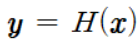 y = H(x)